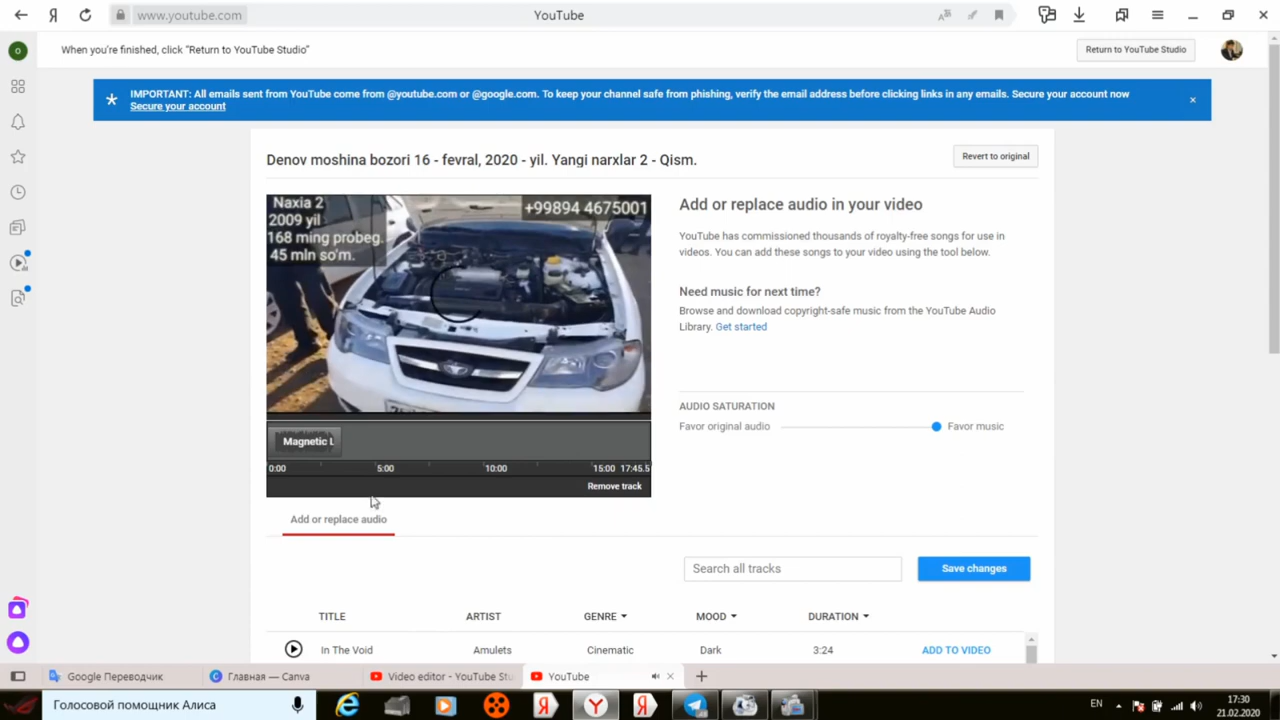 www.youtube.com
YouTube
When you're finished, click "Return to YouTube Studio"
Return to YouTube Studio
IMPORTANT: All emails sent from YouTube come from @youtube.com or @google.com. To keep your channel safe from phishing, verify the email address before clicking links in any emails. Secure your account now
Secure your account
Denov moshina bozori 16 - fevral, 2020 - yil. Yangi narxlar 2 - Qism.
Revert to original
Naxia 2
2009 yil
168 ming probeg.
45 mln so'm.
+99894 4675001
Add or replace audio in your video
YouTube has commissioned thousands of royalty-free songs for use in
videos. You can add these songs to your video using the tool below.
Need music for next time?
Browse and download copyright-safe music from the YouTube Audio
Library. Get started
AUDIO SATURATION
Favor original audio
Favor music
Magnetic L
0:00 5:00 10:00 15:00 17:45.5
Remove track
Add or replace audio
Search all tracks
Save changes
TITLE ARTIST GENRE MOOD DURATION
In The Void Amulets Cinematic Dark 3:24 ADD TO VIDEO
Google Переводчик
Главная — Canva
Video editor - YouTube Stu
YouTube
Голосовой помощник Алиса
EN
17:30
21.02.2020